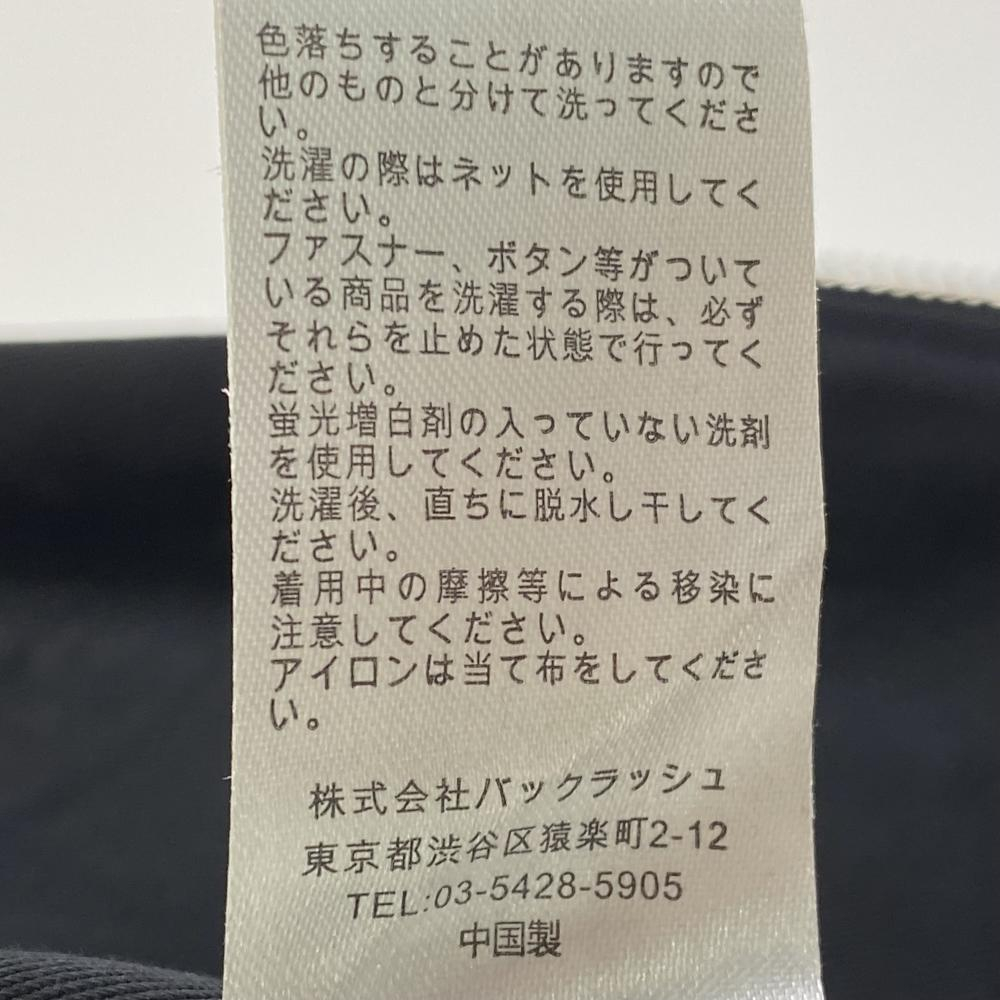 色落ちすることがありますので
他のものと分けて洗ってくださ
い。
洗濯の際はネットを使用してく
ださい。
ファスナー、ボタン等がついて
いる商品を洗濯する際は、必ず
それらを止めた状態で行ってく
ださい。
蛍光増白剤の入っていない洗剤
を使用してください。
洗濯後、直ちに脱水し干してく
ださい。
着用中の摩擦等による移染に
注意してください。
アイロンは当て布をしてくださ
い。
株式会社バックラッシュ
東京都渋谷区猿楽町2-12
TEL:03-5428-5905
中国製